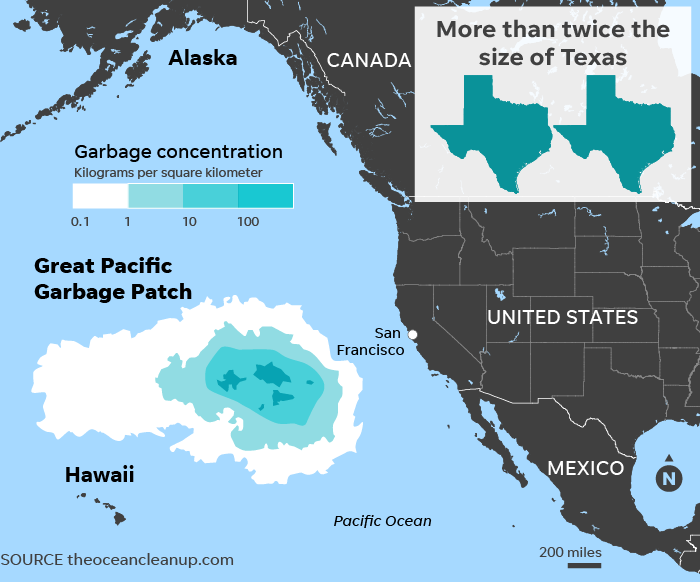 More than twice the
size of Texas
Alaska
CANADA
Garbage concentration
Kilograms per square kilometer
0.1 1 10 100
Great Pacific
Garbage Patch
San
Francisco
UNITED STATES
Hawaii
MEXICO
N
Pacific Ocean
200 miles
SOURCE theoceancleanup.com